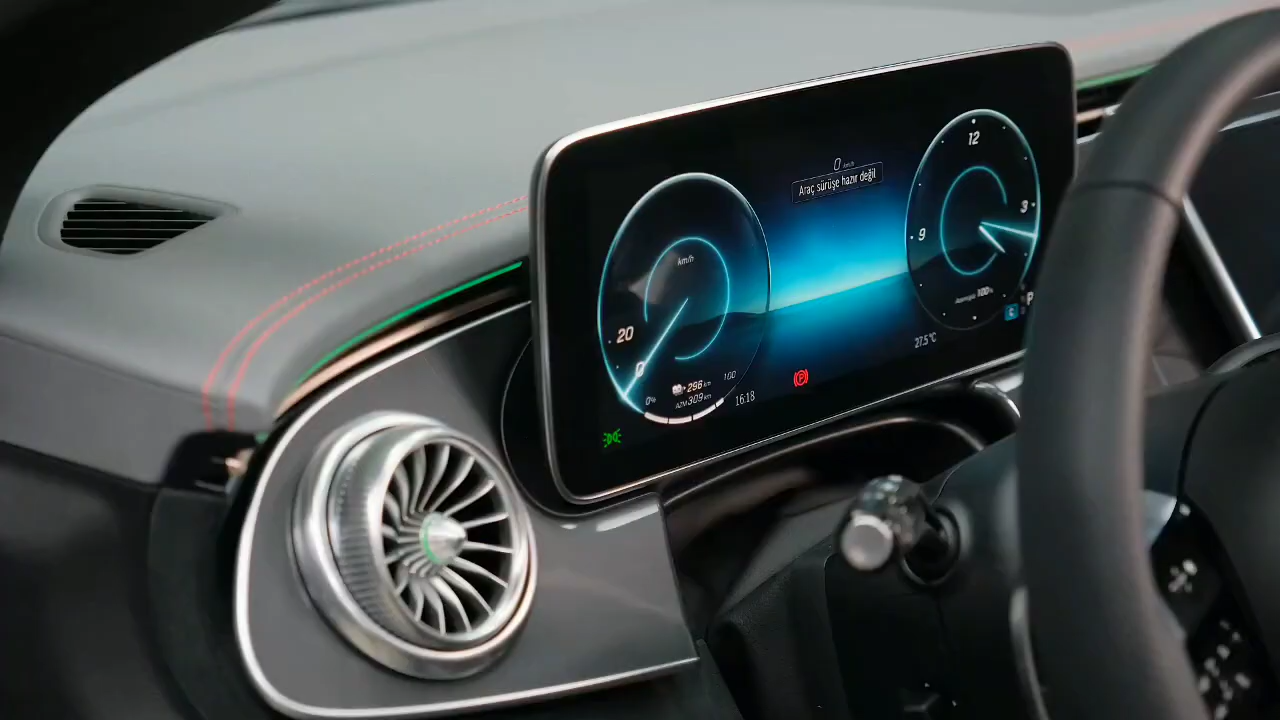 0 km/h
Araç sürüşe hazır değil
km/h
20
0
0%
296 km
100
AZM 309 km
16:18
12
9
3
100%
27.5 °C
P